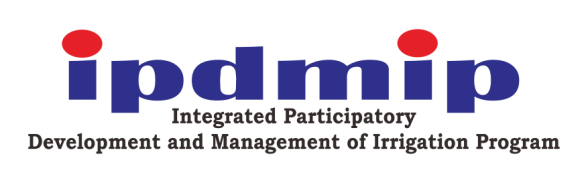 ipdmip
Integrated Participatory
Development and Management of Irrigation Program